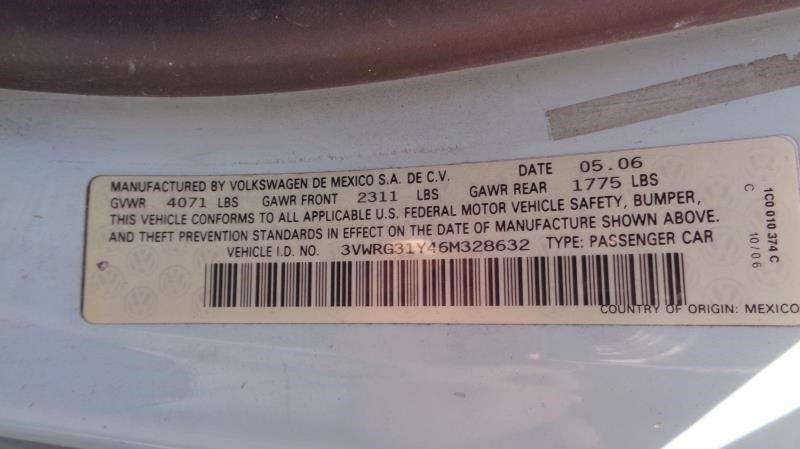 MANUFACTURED BY VOLKSWAGEN DE MEXICO S.A. DE C.V. DATE 05.06
GVWR 4071 LBS GAWR FRONT 2311 LBS GAWR REAR 1775 LBS
THIS VEHICLE CONFORMS TO ALL APPLICABLE U.S. FEDERAL MOTOR VEHICLE SAFETY, BUMPER,
AND THEFT PREVENTION STANDARDS IN EFFECT ON THE DATE OF MANUFACTURE SHOWN ABOVE.
VEHICLE I.D. NO. 3VWRG31Y46M328632 TYPE: PASSENGER CAR
COUNTRY OF ORIGIN: MEXICO
1C0 010 374 C
C 10/06